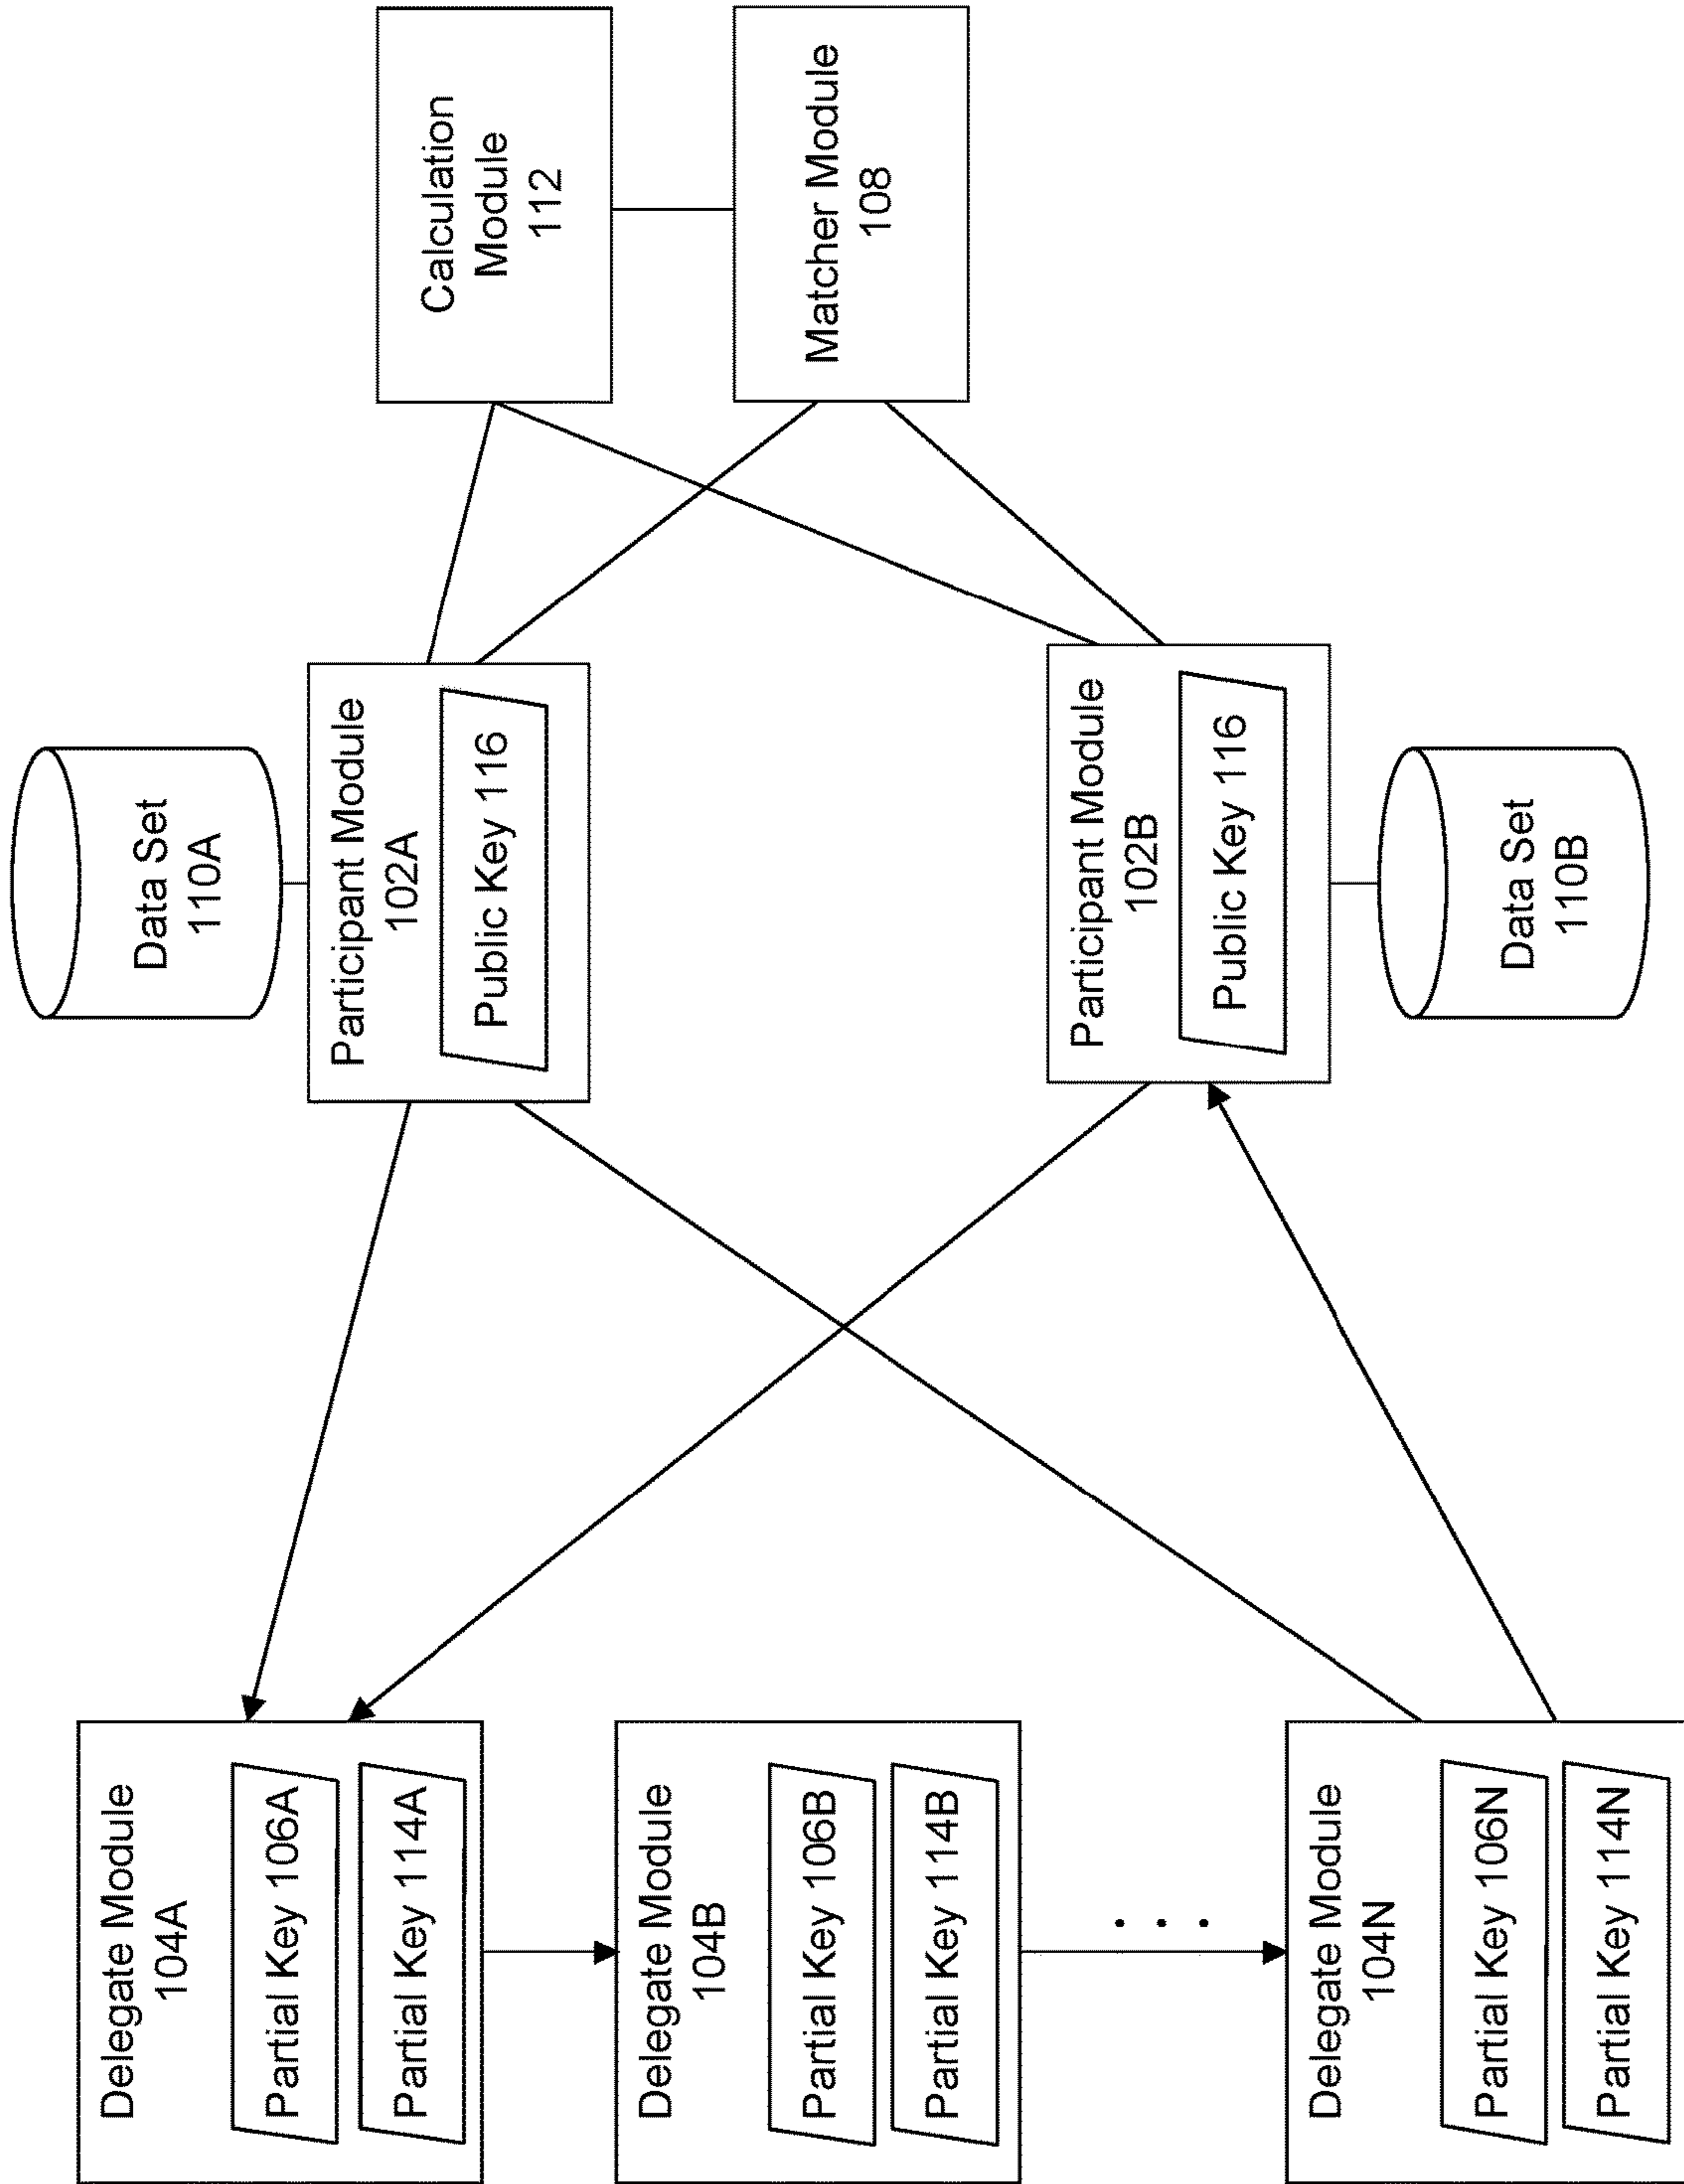 Delegate Module
104A
Partial Key 106A
Partial Key 114A
Delegate Module
104B
Partial Key 106B
Partial Key 114B
. . .
Delegate Module
104N
Partial Key 106N
Partial Key 114N
Data Set
110A
Participant Module
102A
Public Key 116
Participant Module
102B
Public Key 116
Data Set
110B
Calculation
Module
112
Matcher Module
108